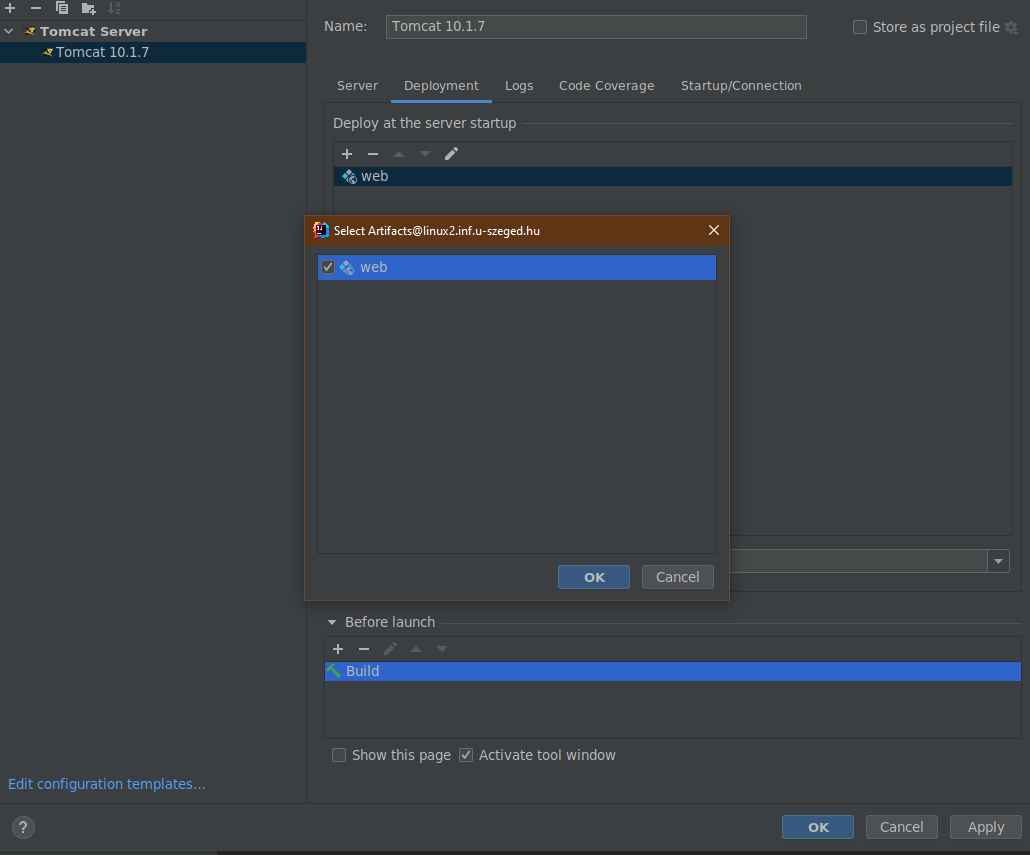 Tomcat Server
Tomcat 10.1.7
Name:
Tomcat 10.1.7
Store as project file
Server
Deployment
Logs
Code Coverage
Startup/Connection
Deploy at the server startup
web
Select Artifacts@linux2.inf.u-szeged.hu
web
OK
Cancel
Before launch
Build
Show this page
Activate tool window
Edit configuration templates...
?
OK
Cancel
Apply